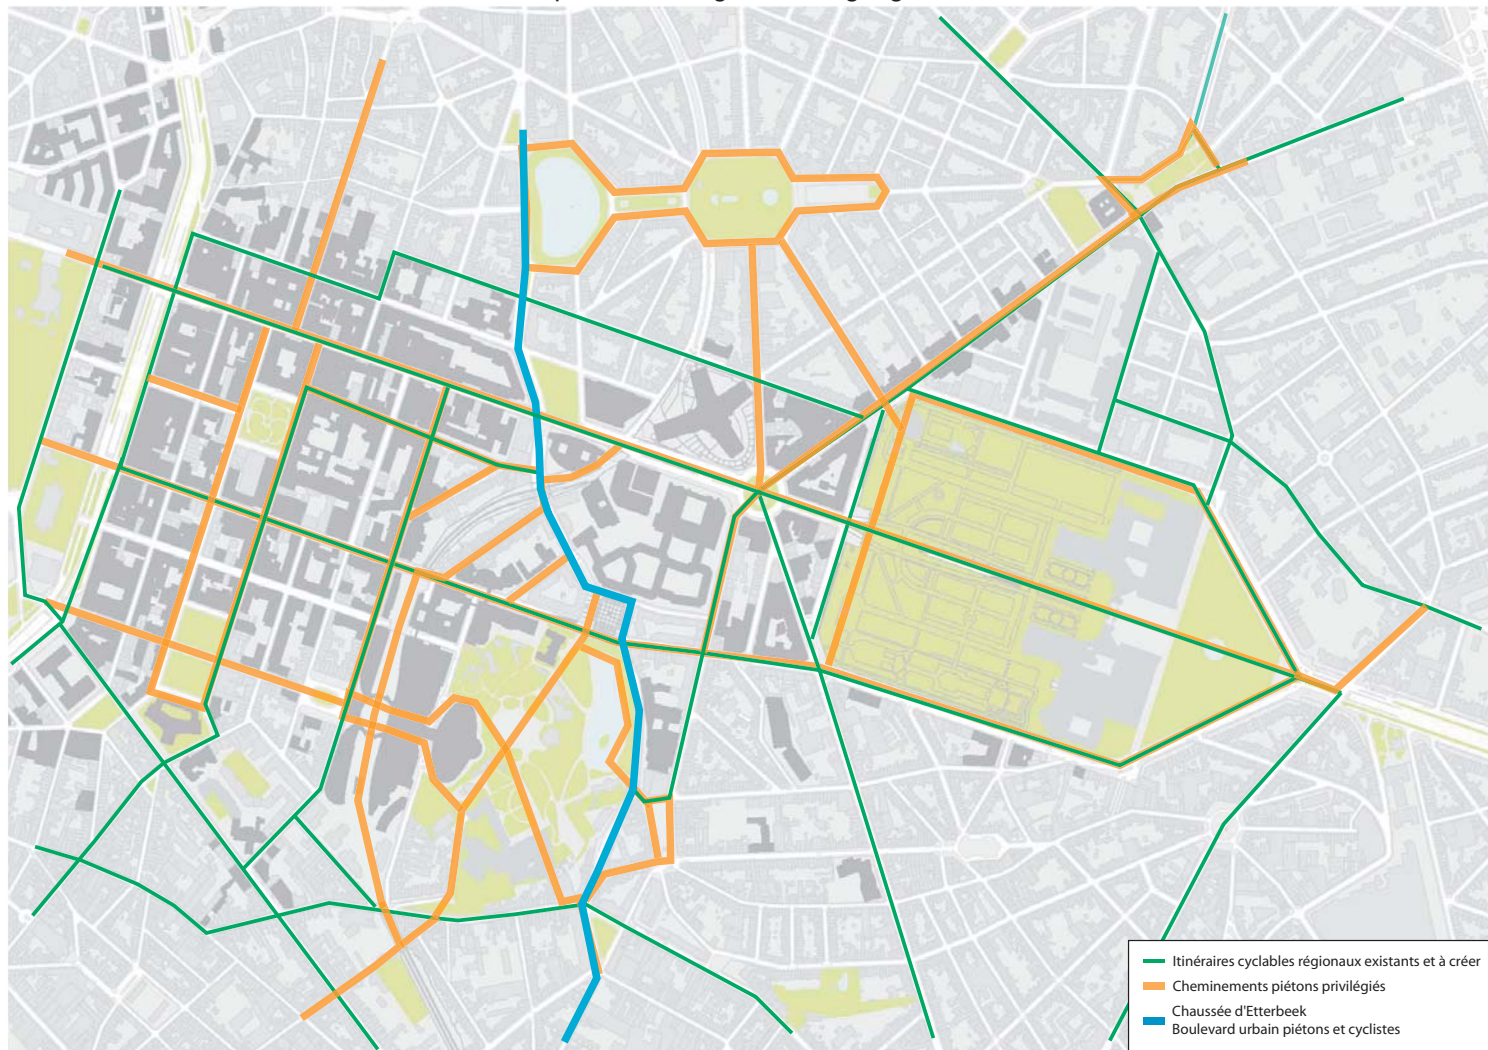 Itinéraires cyclables régionaux existants et à créer
Cheminements piétons privilégiés
Chaussée d'Etterbeek
Boulevard urbain piétons et cyclistes